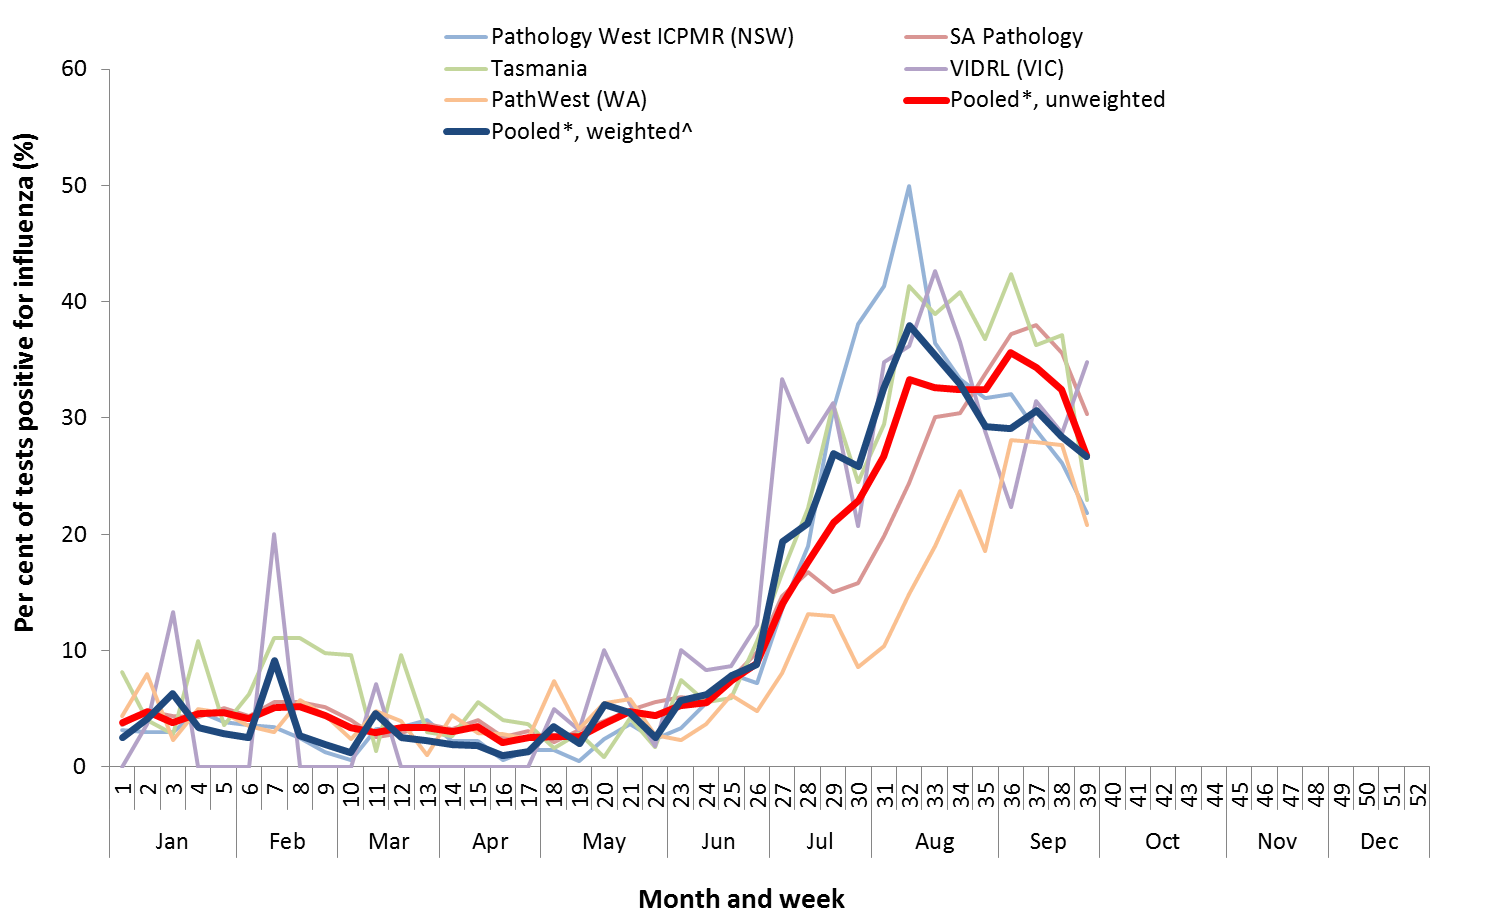 Pathology West ICPMR (NSW) SA Pathology
Tasmania VIDRL (VIC)
PathWest (WA) Pooled*, unweighted
Pooled*, weighted^
Per cent of tests positive for influenza (%)
60
50
40
30
20
10
0
1 2 3 4 5 6 7 8 9 10 11 12 13 14 15 16 17 18 19 20 21 22 23 24 25 26 27 28 29 30 31 32 33 34 35 36 37 38 39 40 41 42 43 44 45 46 47 48 49 50 51 52
Jan Feb Mar Apr May Jun Jul Aug Sep Oct Nov Dec
Month and week